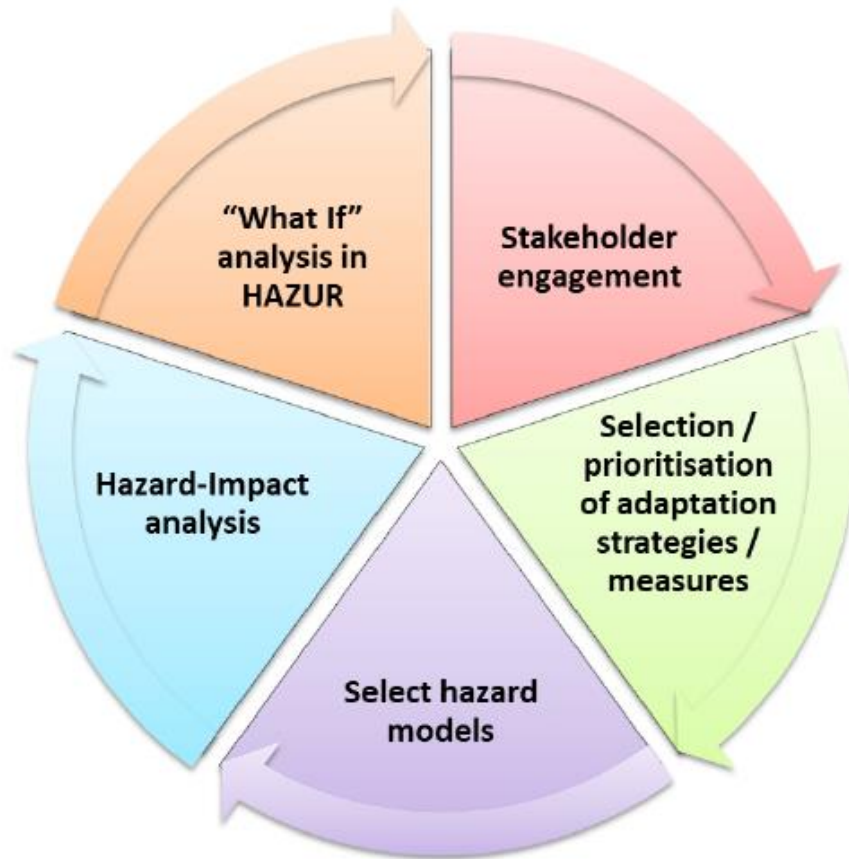 “What If”
analysis in
HAZUR
Stakeholder
engagement
Selection /
prioritisation
of adaptation
strategies /
measures
Select hazard
models
Hazard-Impact
analysis